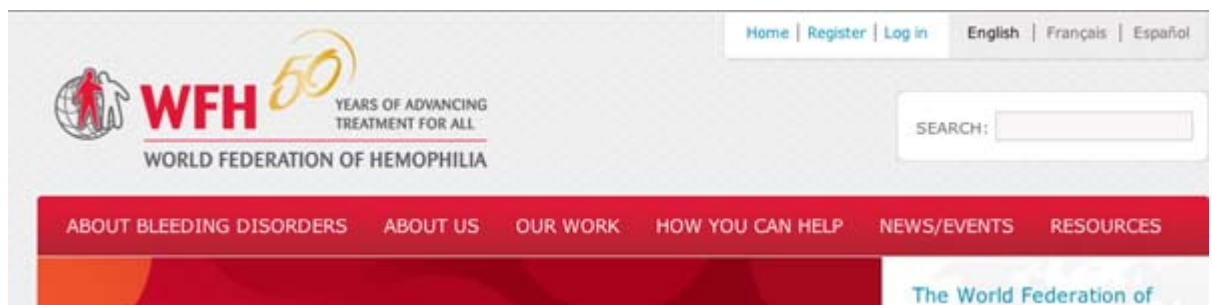 Home | Register | Log in English | Français | Español
50
WFH YEARS OF ADVANCING
TREATMENT FOR ALL
WORLD FEDERATION OF HEMOPHILIA
SEARCH:
ABOUT BLEEDING DISORDERS ABOUT US OUR WORK HOW YOU CAN HELP NEWS/EVENTS RESOURCES
The World Federation of